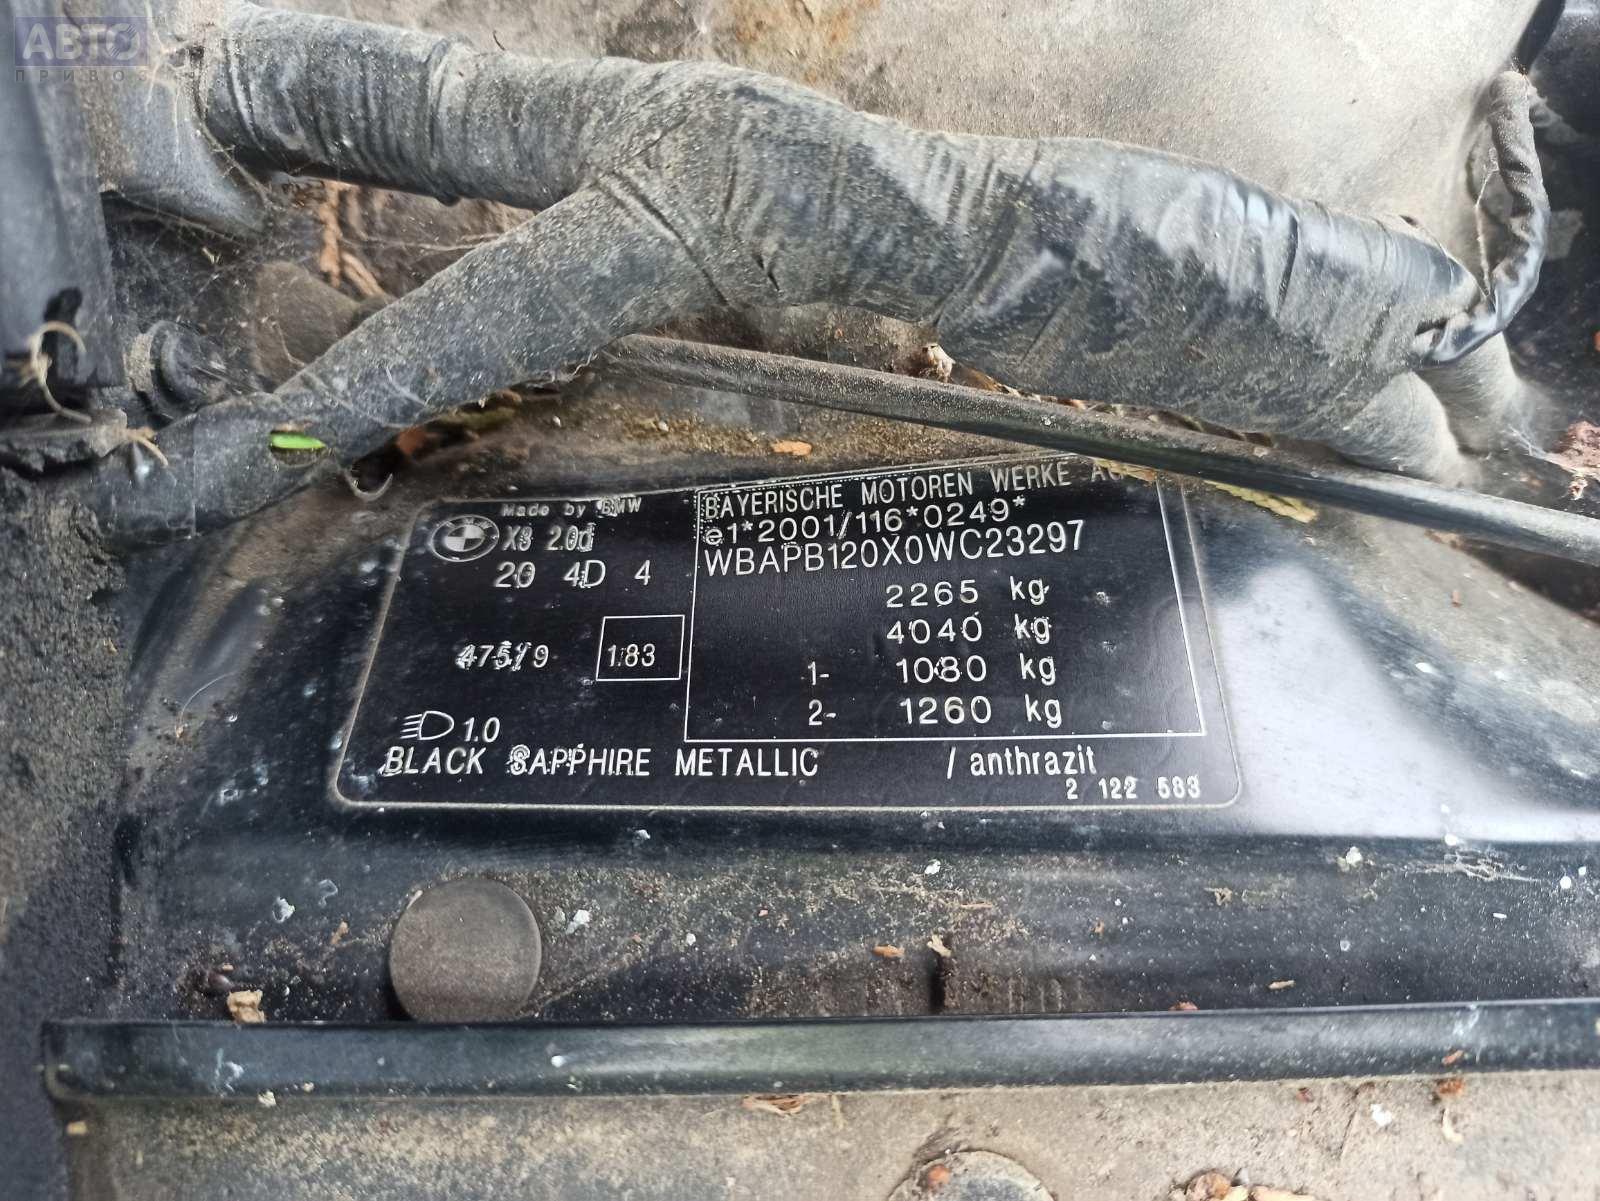 АВТО
ПРИВОЗ
Made by BMW
X3 2.0d
20 4D 4
1.83
1.0
BLACK SAPPHIRE METALLIC / anthrazit
2 122 583
BAYERISCHE MOTOREN WERKE AG
e1*2001/116*0249*
WBAPB120X0WC23297
2265 kg
4040 kg
1- 1080 kg
2- 1260 kg